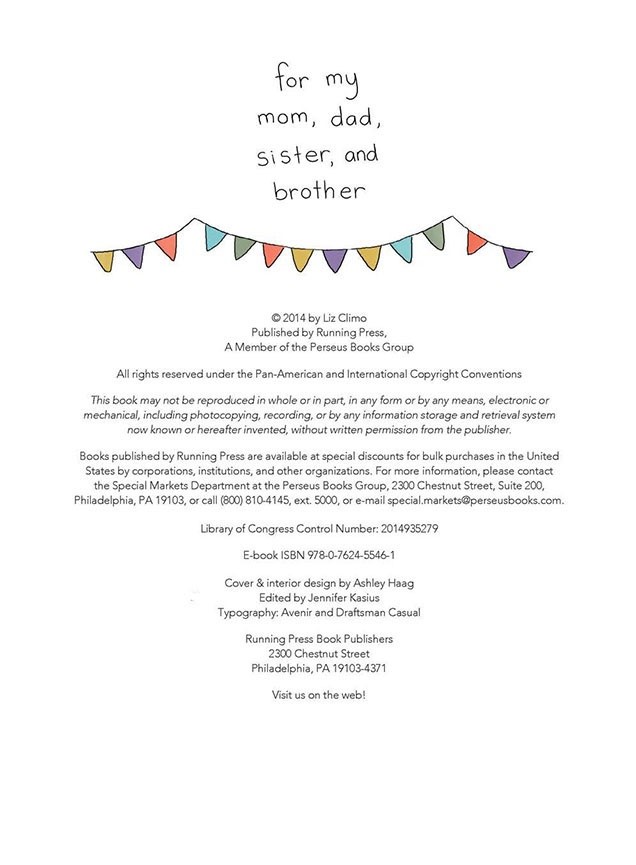 for my
mom, dad,
sister, and
brother
© 2014 by Liz Climo
Published by Running Press,
A Member of the Perseus Books Group
All rights reserved under the Pan-American and International Copyright Conventions
This book may not be reproduced in whole or in part, in any form or by any means, electronic or
mechanical, including photocopying, recording, or by any information storage and retrieval system
now known or hereafter invented, without written permission from the publisher.
Books published by Running Press are available at special discounts for bulk purchases in the United
States by corporations, institutions, and other organizations. For more information, please contact
the Special Markets Department at the Perseus Books Group, 2300 Chestnut Street, Suite 200,
Philadelphia, PA 19103, or call (800) 810-4145, ext. 5000, or e-mail special.markets@perseusbooks.com.
Library of Congress Control Number: 2014935279
E-book ISBN 978-0-7624-5546-1
Cover & interior design by Ashley Haag
Edited by Jennifer Kasius
Typography: Avenir and Draftsman Casual
Running Press Book Publishers
2300 Chestnut Street
Philadelphia, PA 19103-4371
Visit us on the web!